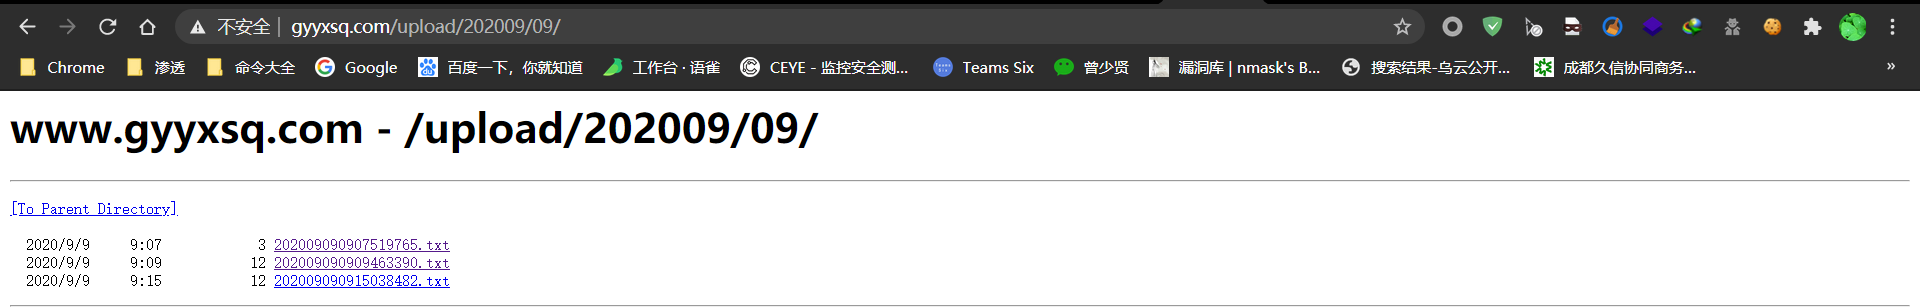 不安全 | gyyxsq.com/upload/202009/09/
Chrome 渗透 命令大全 Google 百度一下，你就知道 工作台 · 语雀 CEYE - 监控安全测... Teams Six 曾少贤 漏洞库 | nmask's B... 搜索结果-乌云公开... 成都久信协同商务... »
www.gyyxsq.com - /upload/202009/09/
[To Parent Directory]
2020/9/9 9:07 3 202009090907519765.txt
2020/9/9 9:09 12 202009090909463390.txt
2020/9/9 9:15 12 202009090915038482.txt